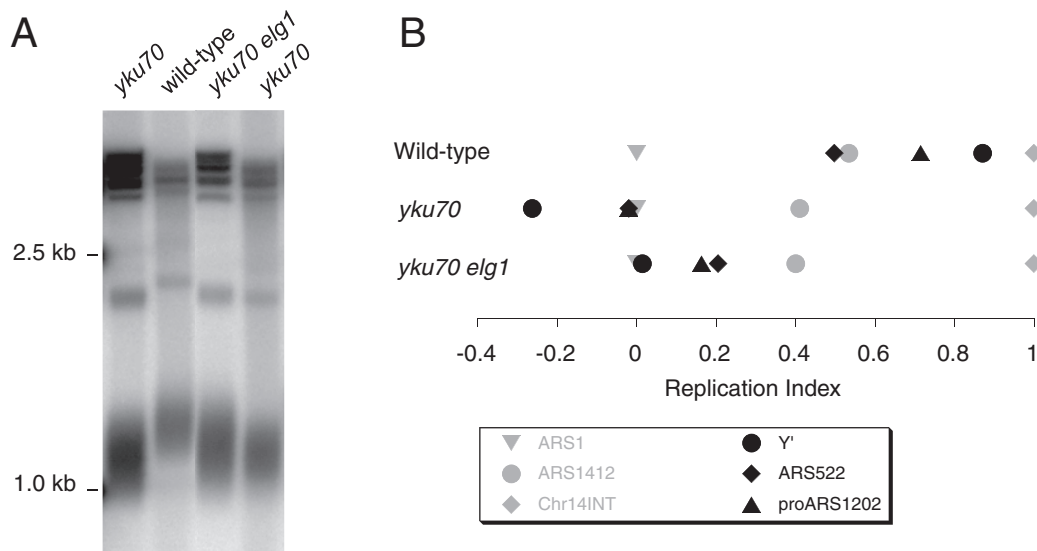 A
yku70
wild-type
yku70 elg1
yku70
2.5 kb
1.0 kb
B
Wild-type
yku70
yku70 elg1
-0.4 -0.2 0 0.2 0.4 0.6 0.8 1
Replication Index
ARS1 Y'
ARS1412 ARS522
Chr14INT proARS1202